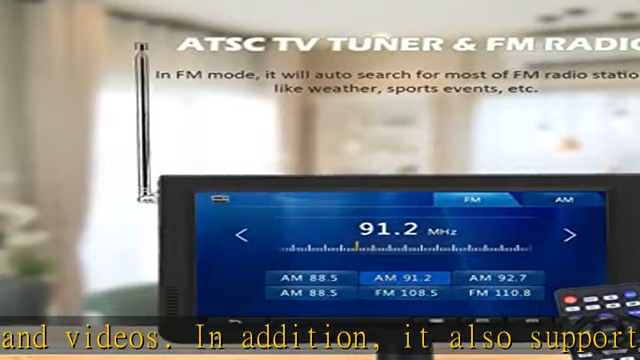 ATSC TV TUÑER & FM RADIO
In FM mode, it will auto search for most of FM radio statio
like weather, sports events, etc.
FM AM
91.2 MHz
AM 88.5 AM 91.2 AM 92.7
AM 88.5 FM 108.5 FM 110.8
and videos. In addition, it also support